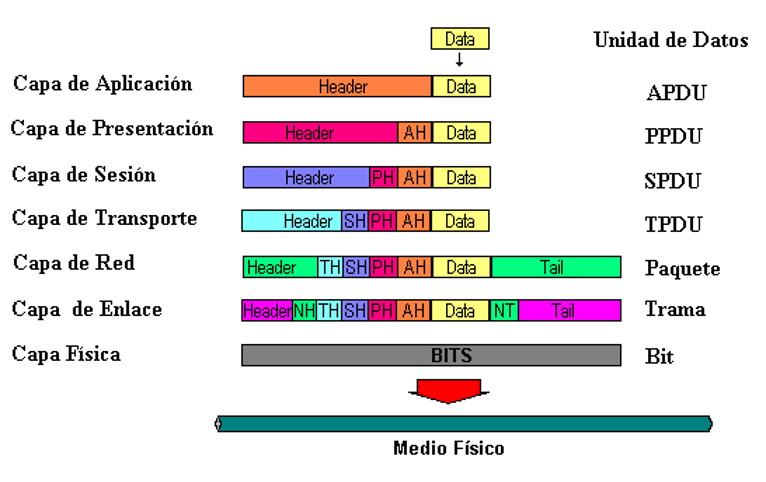 Data Unidad de Datos
Capa de Aplicación Header Data APDU
Capa de Presentación Header AH Data PPDU
Capa de Sesión Header PH AH Data SPDU
Capa de Transporte Header SH PH AH Data TPDU
Capa de Red Header TH SH PH AH Data Tail Paquete
Capa de Enlace Header NH TH SH PH AH Data NT Tail Trama
Capa Física BITS Bit
Medio Físico